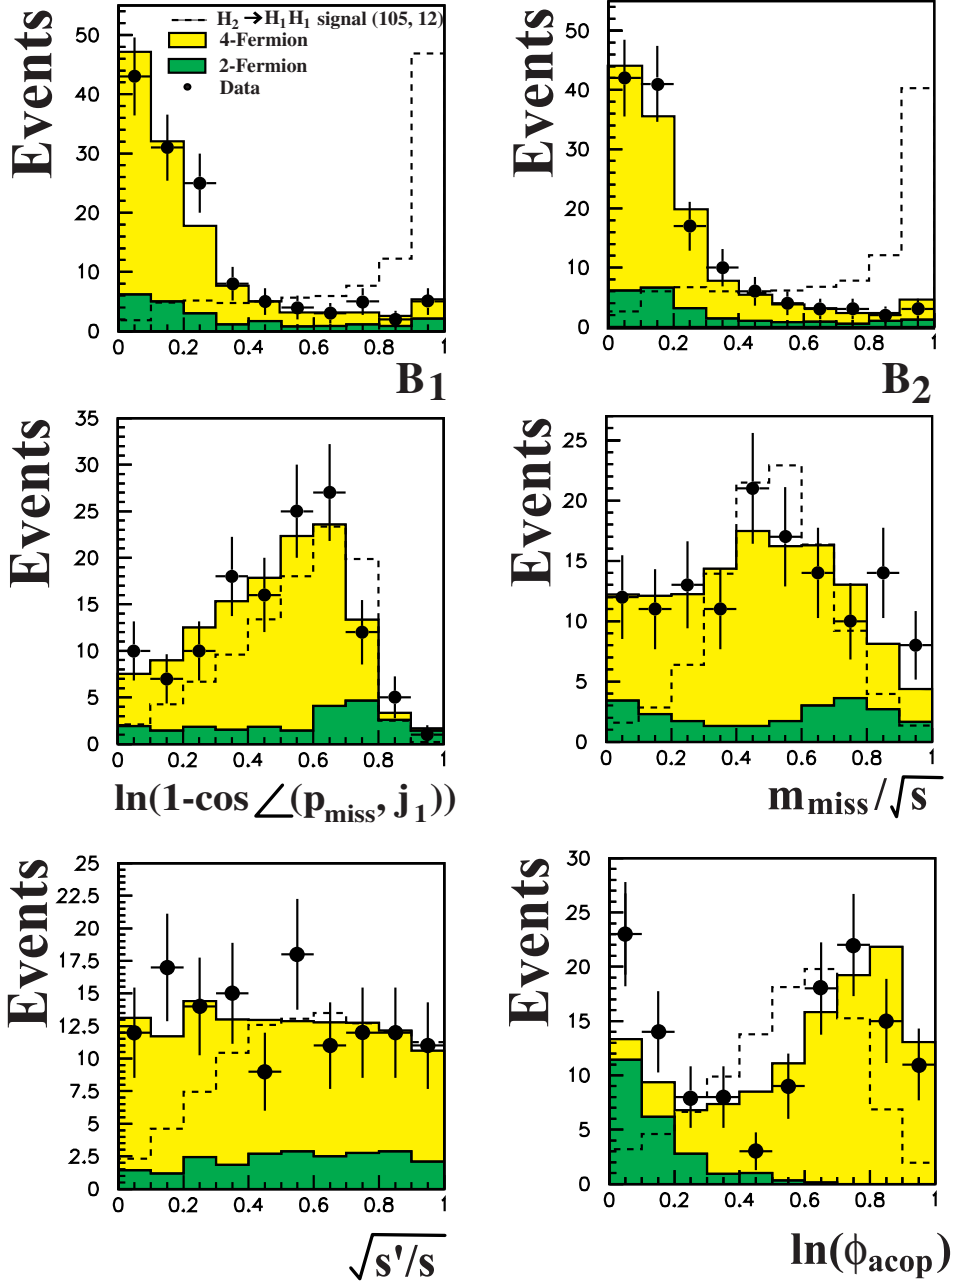 Events
H₂ → H₁H₁ signal (105, 12)
4-Fermion
2-Fermion
Data
50
40
30
20
10
0
0 0.2 0.4 0.6 0.8 1
B₁
Events
50
40
30
20
10
0
0 0.2 0.4 0.6 0.8 1
B₂
Events
35
30
25
20
15
10
5
0
0 0.2 0.4 0.6 0.8 1
ln(1-cos∠(p_miss, j₁))
Events
25
20
15
10
5
0
0 0.2 0.4 0.6 0.8 1
m_miss/√s
Events
25
22.5
20
17.5
15
12.5
10
7.5
5
2.5
0
0 0.2 0.4 0.6 0.8 1
√s'/s
Events
30
25
20
15
10
5
0
0 0.2 0.4 0.6 0.8 1
ln(ϕ_acop)